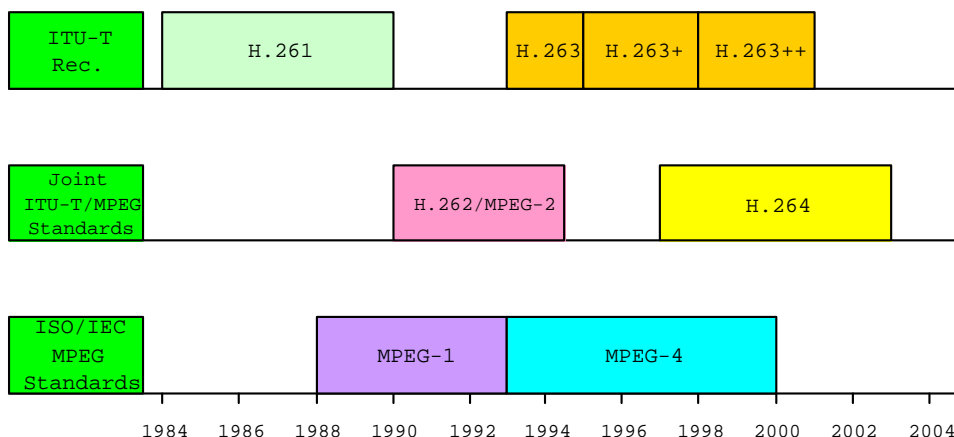 ITU-T
Rec.
H.261
H.263
H.263+
H.263++
Joint
ITU-T/MPEG
Standards
H.262/MPEG-2
H.264
ISO/IEC
MPEG
Standards
MPEG-1
MPEG-4
1984 1986 1988 1990 1992 1994 1996 1998 2000 2002 2004